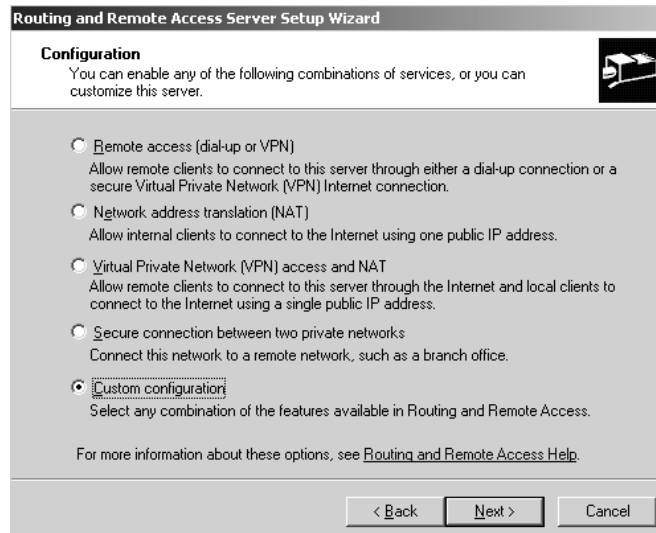 Routing and Remote Access Server Setup Wizard
Configuration
You can enable any of the following combinations of services, or you can
customize this server.
Remote access (dial-up or VPN)
Allow remote clients to connect to this server through either a dial-up connection or a
secure Virtual Private Network (VPN) Internet connection.
Network address translation (NAT)
Allow internal clients to connect to the Internet using one public IP address.
Virtual Private Network (VPN) access and NAT
Allow remote clients to connect to this server through the Internet and local clients to
connect to the Internet using a single public IP address.
Secure connection between two private networks
Connect this network to a remote network, such as a branch office.
Custom configuration
Select any combination of the features available in Routing and Remote Access.
For more information about these options, see Routing and Remote Access Help.
< Back Next > Cancel